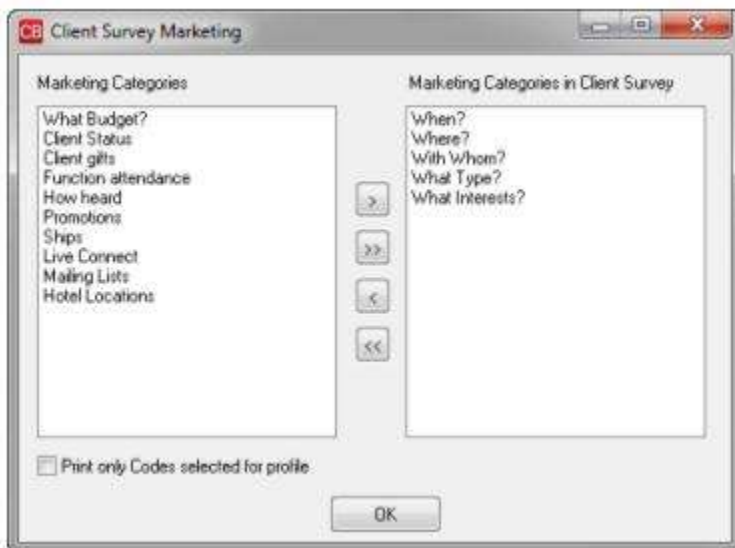 CB Client Survey Marketing
Marketing Categories
What Budget?
Client Status
Client gifts
Function attendance
How heard
Promotions
Ships
Live Connect
Mailing Lists
Hotel Locations
>
>>
<
<<
Marketing Categories in Client Survey
When?
Where?
With Whom?
What Type?
What Interests?
Print only Codes selected for profile
OK